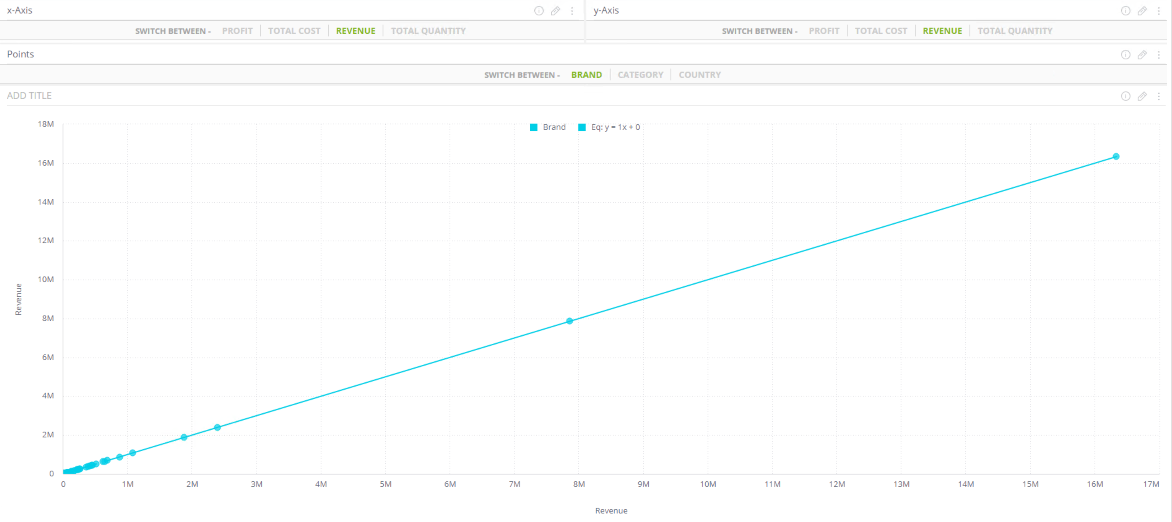 x-Axis y-Axis
SWITCH BETWEEN - PROFIT TOTAL COST REVENUE TOTAL QUANTITY SWITCH BETWEEN - PROFIT TOTAL COST REVENUE TOTAL QUANTITY
Points
SWITCH BETWEEN - BRAND CATEGORY COUNTRY
ADD TITLE
Brand Eq: y = 1x + 0
18M
16M
14M
12M
10M
8M
6M
4M
2M
0
Revenue
0 1M 2M 3M 4M 5M 6M 7M 8M 9M 10M 11M 12M 13M 14M 15M 16M 17M
Revenue